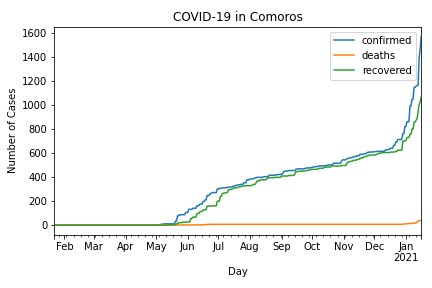 COVID-19 in Comoros
confirmed
deaths
recovered
Number of Cases
1600
1400
1200
1000
800
600
400
200
0
Feb Mar Apr May Jun Jul Aug Sep Oct Nov Dec Jan
2021
Day